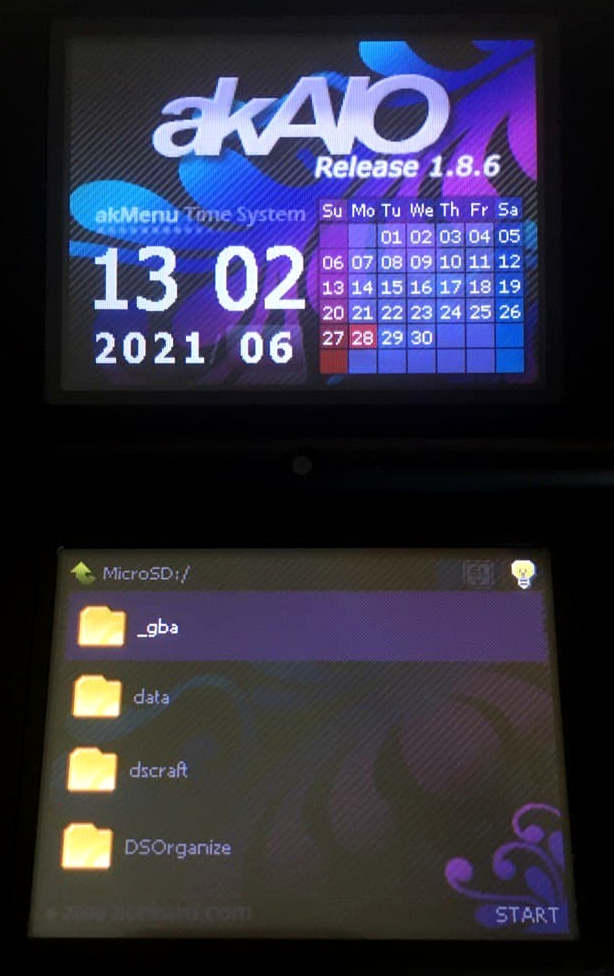 akAIO
Release 1.8.6
akMenu Time System
13 02
2021/06
Su Mo Tu We Th Fr Sa
01 02 03 04 05
06 07 08 09 10 11 12
13 14 15 16 17 18 19
20 21 22 23 24 25 26
27 28 29 30
MicroSD:/
_gba
data
dscraft
DSOrganize
START